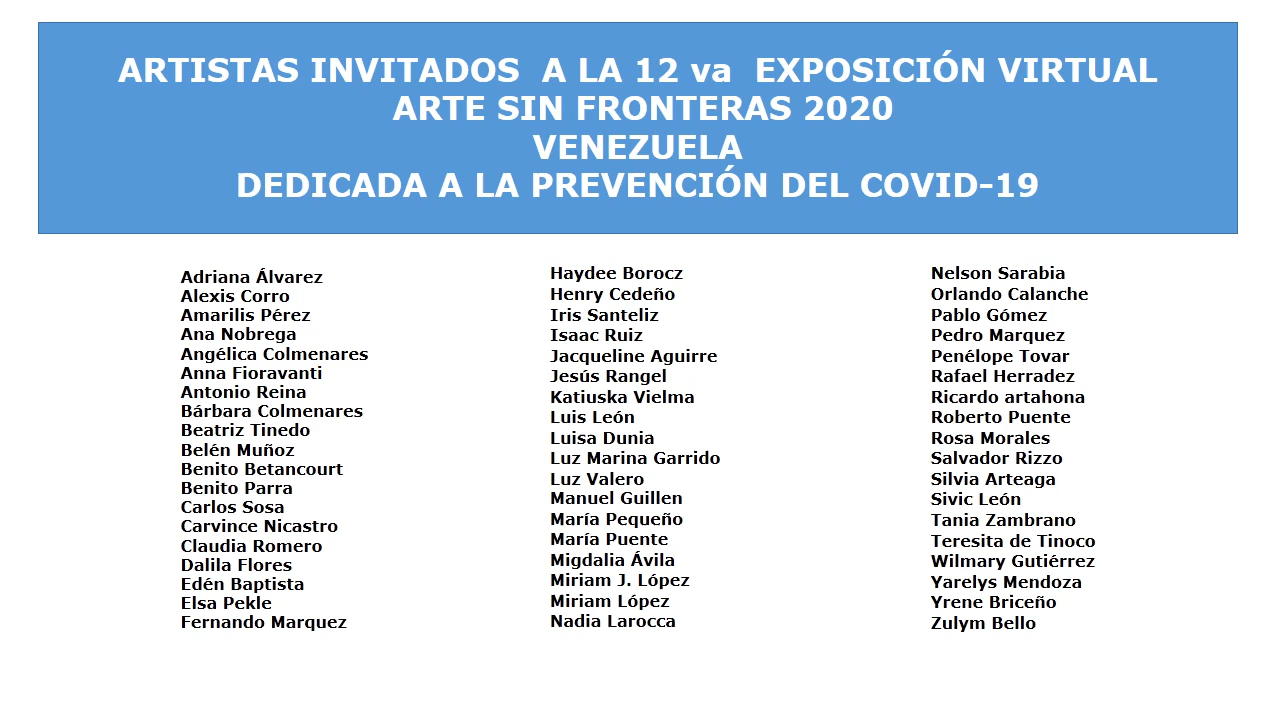 ARTISTAS INVITADOS A LA 12 va EXPOSICIÓN VIRTUAL
ARTE SIN FRONTERAS 2020
VENEZUELA
DEDICADA A LA PREVENCIÓN DEL COVID-19
Adriana Álvarez
Alexis Corro
Amarilis Pérez
Ana Nobrega
Angélica Colmenares
Anna Fioravanti
Antonio Reina
Bárbara Colmenares
Beatriz Tinedo
Belén Muñoz
Benito Betancourt
Benito Parra
Carlos Sosa
Carvince Nicastro
Claudia Romero
Dalila Flores
Edén Baptista
Elsa Pekle
Fernando Marquez
Haydee Borocz
Henry Cedeño
Iris Santeliz
Isaac Ruiz
Jacqueline Aguirre
Jesús Rangel
Katiuska Vielma
Luis León
Luisa Dunia
Luz Marina Garrido
Luz Valero
Manuel Guillen
María Pequeño
María Puente
Migdalia Ávila
Miriam J. López
Miriam López
Nadia Larocca
Nelson Sarabia
Orlando Calanche
Pablo Gómez
Pedro Marquez
Penélope Tovar
Rafael Herradez
Ricardo artahona
Roberto Puente
Rosa Morales
Salvador Rizzo
Silvia Arteaga
Sivic León
Tania Zambrano
Teresita de Tinoco
Wilmary Gutiérrez
Yarelys Mendoza
Yrene Briceño
Zulym Bello